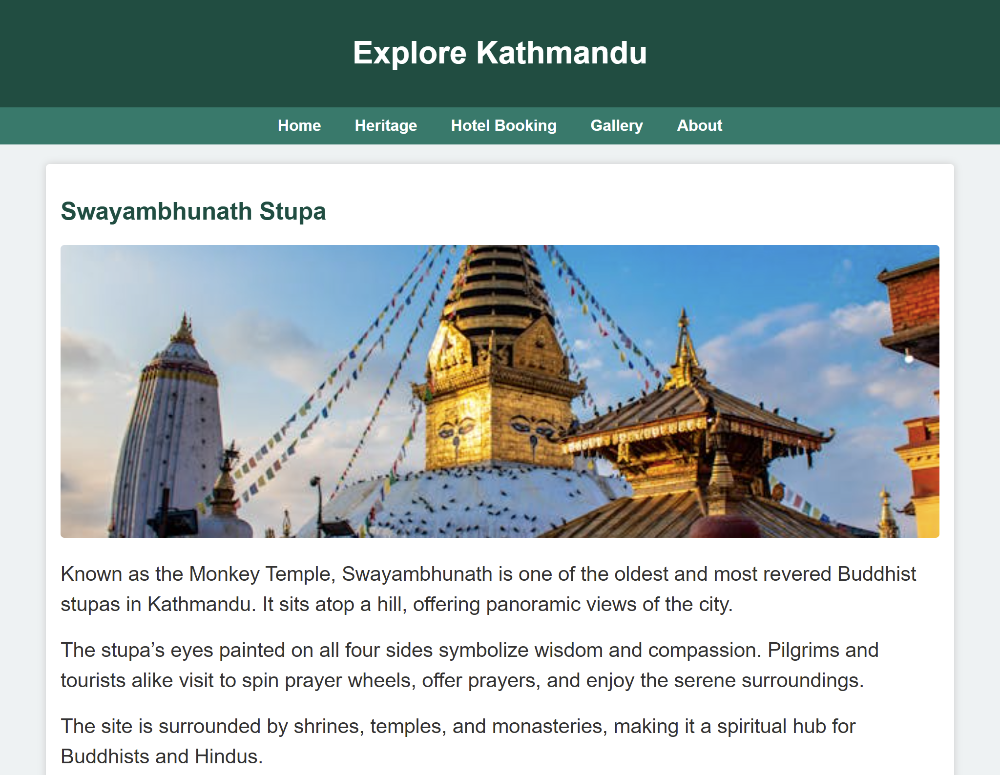 Explore Kathmandu
Home Heritage Hotel Booking Gallery About
Swayambhunath Stupa
Known as the Monkey Temple, Swayambhunath is one of the oldest and most revered Buddhist
stupas in Kathmandu. It sits atop a hill, offering panoramic views of the city.
The stupa’s eyes painted on all four sides symbolize wisdom and compassion. Pilgrims and
tourists alike visit to spin prayer wheels, offer prayers, and enjoy the serene surroundings.
The site is surrounded by shrines, temples, and monasteries, making it a spiritual hub for
Buddhists and Hindus.